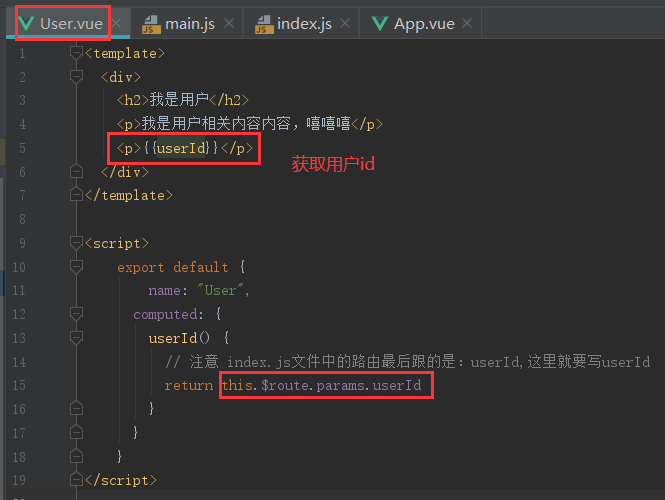 User.vue main.js index.js App.vue
1 <template>
2 <div>
3 <h2>我是用户</h2>
4 <p>我是用户相关内容内容，嘻嘻嘻</p>
5 <p>{{userId}}</p>
获取用户id
6 </div>
7 </template>
8
9 <script>
10 export default {
11 name: "User",
12 computed: {
13 userId() {
14 // 注意 index.js文件中的路由最后跟的是：userId,这里就要写userId
15 return this.$route.params.userId
16 }
17 }
18 }
19 </script>